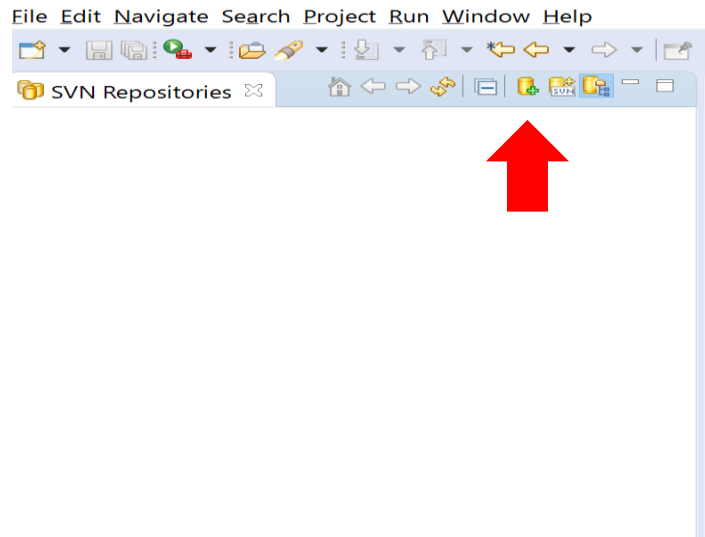 File Edit Navigate Search Project Run Window Help
SVN Repositories
SVN